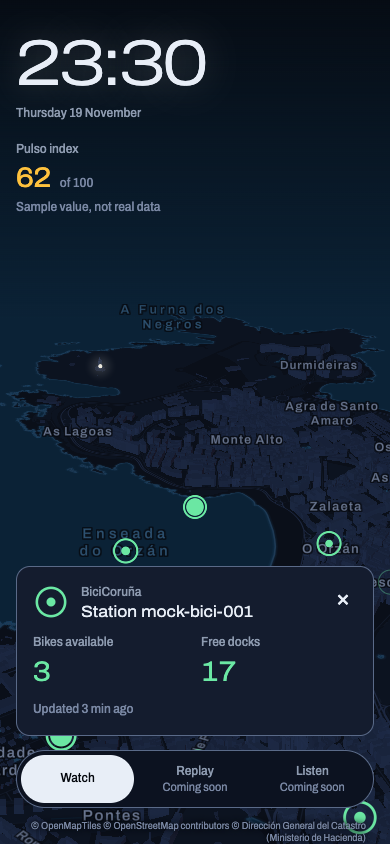 23:30
Thursday 19 November
Pulso index
62 of 100
Sample value, not real data
A Furna dos
Negros
Durmideiras
Agra de Santo
Amaro
As Lagoas
Monte Alto
Os
As
Zalaeta
Enseada
do Orzán
O Orzán
BiciCoruña
Station mock-bici-001
×
Bikes available
Free docks
3
17
Updated 3 min ago
Watch
Replay
Coming soon
Listen
Coming soon
Pontes
© OpenMapTiles © OpenStreetMap contributors © Dirección General del Catastro
(Ministerio de Hacienda)